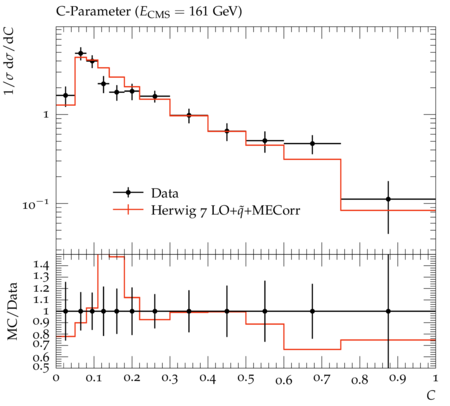 C-Parameter (E_CMS = 161 GeV)
1/σ dσ/dC
1
10⁻¹
Data
Herwig 7 LO+q̃+MECorr
MC/Data
1.4
1.3
1.2
1.1
1
0.9
0.8
0.7
0.6
0.5
0 0.1 0.2 0.3 0.4 0.5 0.6 0.7 0.8 0.9 1
C